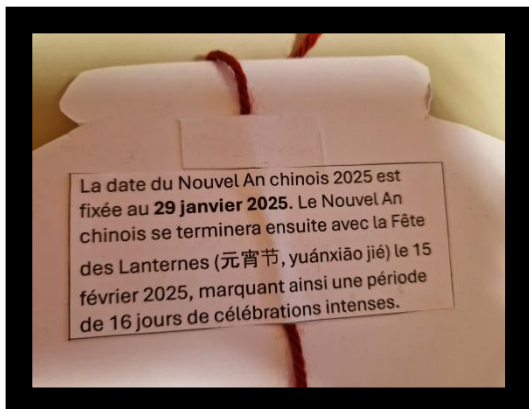 La date du Nouvel An chinois 2025 est
fixée au 29 janvier 2025. Le Nouvel An
chinois se terminera ensuite avec la Fête
des Lanternes (元宵节, yuánxiāo jié) le 15
février 2025, marquant ainsi une période
de 16 jours de célébrations intenses.